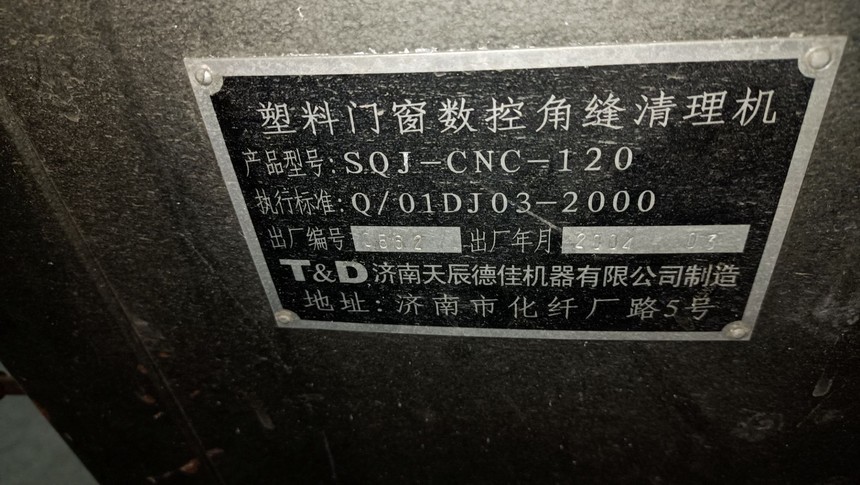 塑料门窗数控角缝清理机
产品型号: SQJ-CNC-120
执行标准: Q/01DJ03-2000
出厂编号 出厂年月 2004 03
T&D 济南天辰德佳机器有限公司制造
地址: 济南市化纤厂路5号